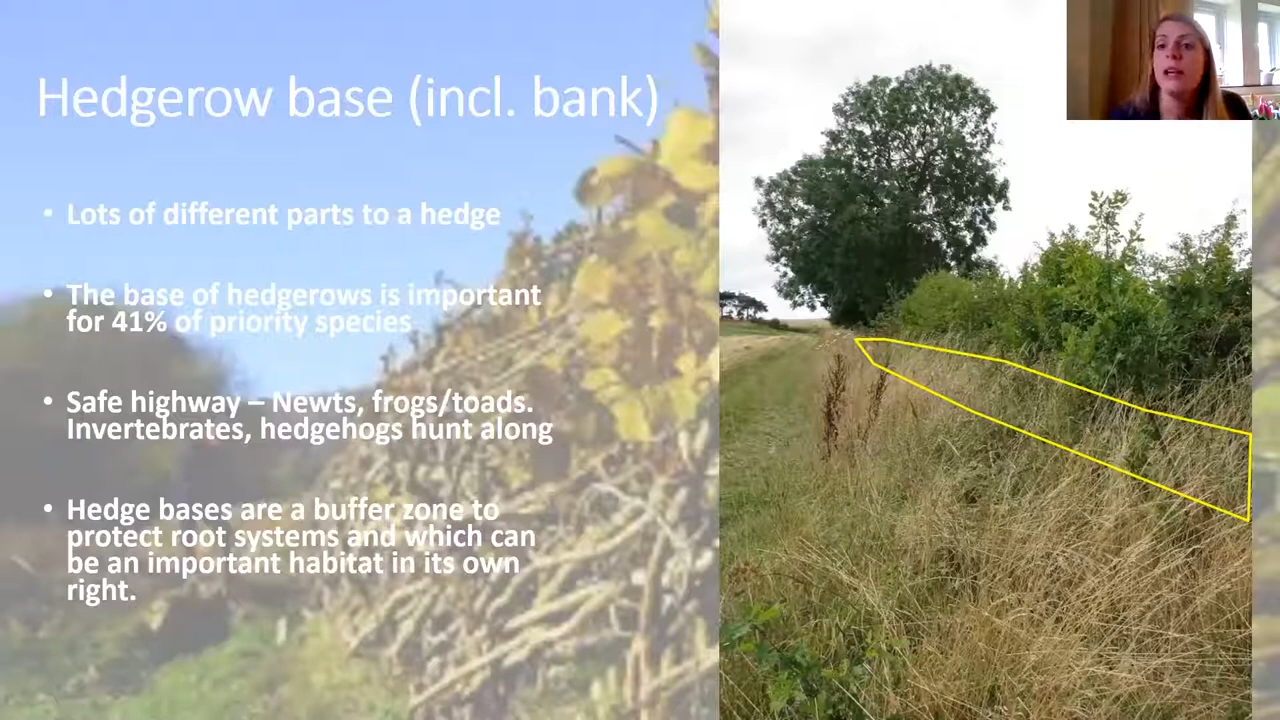 Hedgerow base (incl. bank)
• Lots of different parts to a hedge
• The base of hedgerows is important
for 41% of priority species
• Safe highway – Newts, frogs/toads.
Invertebrates, hedgehogs hunt along
• Hedge bases are a buffer zone to
protect root systems and which can
be an important habitat in its own
right.